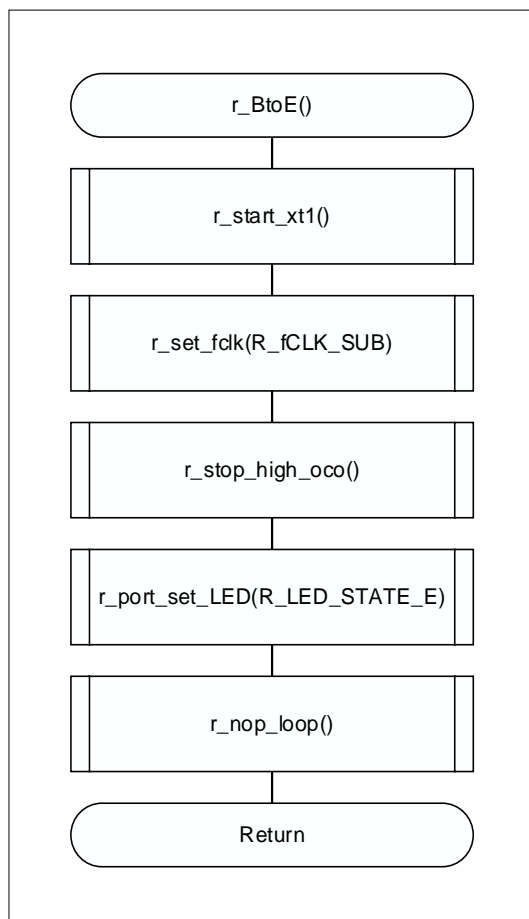 r_BtoE()
r_start_xt1()
r_set_fclk(R_fCLK_SUB)
r_stop_high_oco()
r_port_set_LED(R_LED_STATE_E)
r_nop_loop()
Return